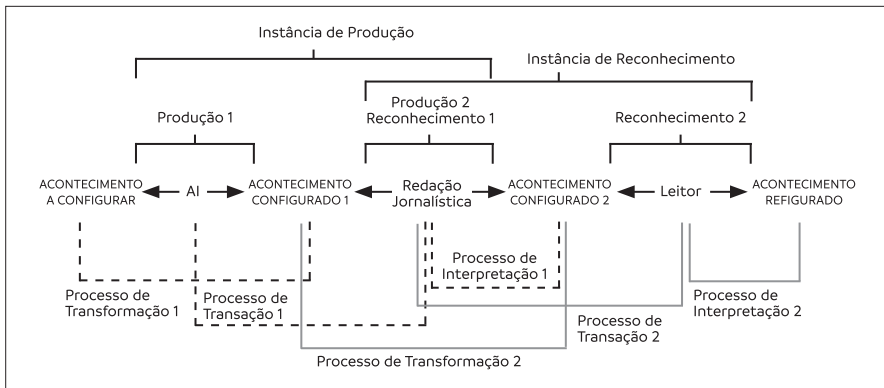 Instância de Produção
Instância de Reconhecimento
Produção 1
Produção 2
Reconhecimento 1
Reconhecimento 2
ACONTECIMENTO
A CONFIGURAR
AI
ACONTECIMENTO
CONFIGURADO 1
Redação
Jornalística
ACONTECIMENTO
CONFIGURADO 2
Leitor
ACONTECIMENTO
REFIGURADO
Processo de
Interpretação 1
Processo de
Transformação 1
Processo de
Transação 1
Processo de
Interpretação 2
Processo de
Transação 2
Processo de Transformação 2